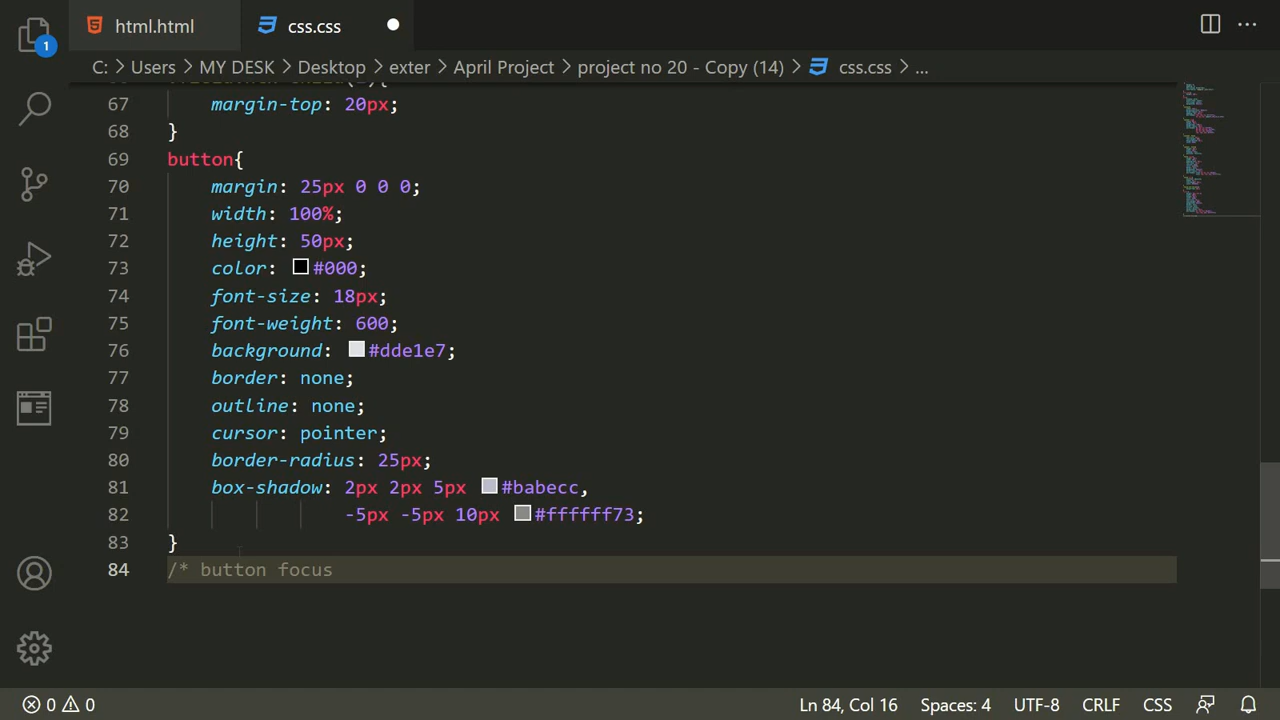 html.html
css.css
1
C: > Users > MY DESK > Desktop > exter > April Project > project no 20 - Copy (14) > css.css > ...
67 margin-top: 20px;
68 }
69 button{
70 margin: 25px 0 0 0;
71 width: 100%;
72 height: 50px;
73 color: #000;
74 font-size: 18px;
75 font-weight: 600;
76 background: #dde1e7;
77 border: none;
78 outline: none;
79 cursor: pointer;
80 border-radius: 25px;
81 box-shadow: 2px 2px 5px #babecc,
82 -5px -5px 10px #ffffff73;
83 }
84 /* button focus
0 0 Ln 84, Col 16 Spaces: 4 UTF-8 CRLF CSS